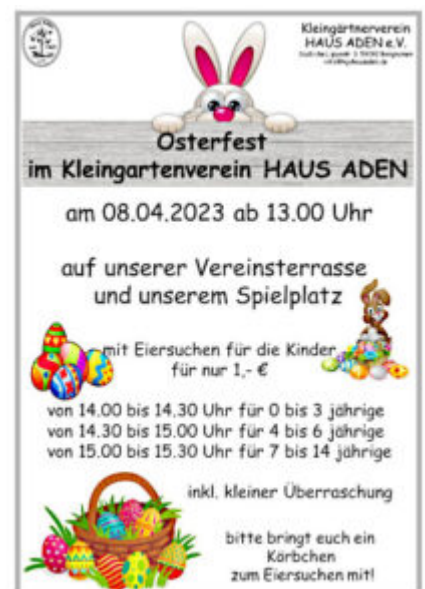 Kleingärtnerverein
HAUS ADEN e.V.
Osterfest
im Kleingartenverein HAUS ADEN
am 08.04.2023 ab 13.00 Uhr
auf unserer Vereinsterrasse
und unserem Spielplatz
mit Eiersuchen für die Kinder
für nur 1,- €
von 14.00 bis 14.30 Uhr für 0 bis 3 jährige
von 14.30 bis 15.00 Uhr für 4 bis 6 jährige
von 15.00 bis 15.30 Uhr für 7 bis 14 jährige
inkl. kleiner Überraschung
bitte bringt euch ein
Körbchen
zum Eiersuchen mit!